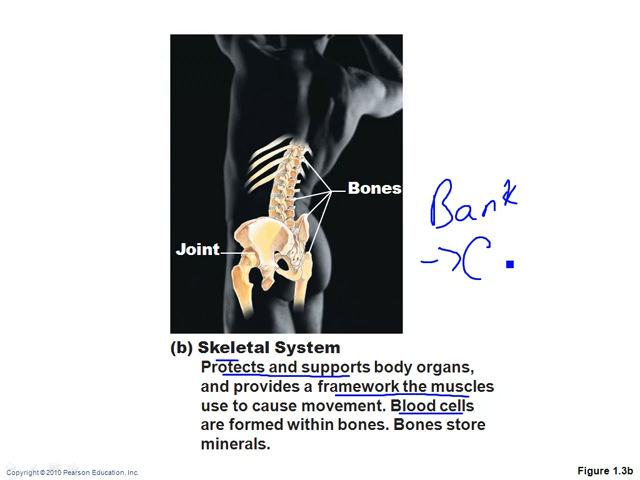 Bones
Joint
Bank
→C
(b) Skeletal System
Protects and supports body organs,
and provides a framework the muscles
use to cause movement. Blood cells
are formed within bones. Bones store
minerals.
Copyright © 2010 Pearson Education, Inc.
Figure 1.3b